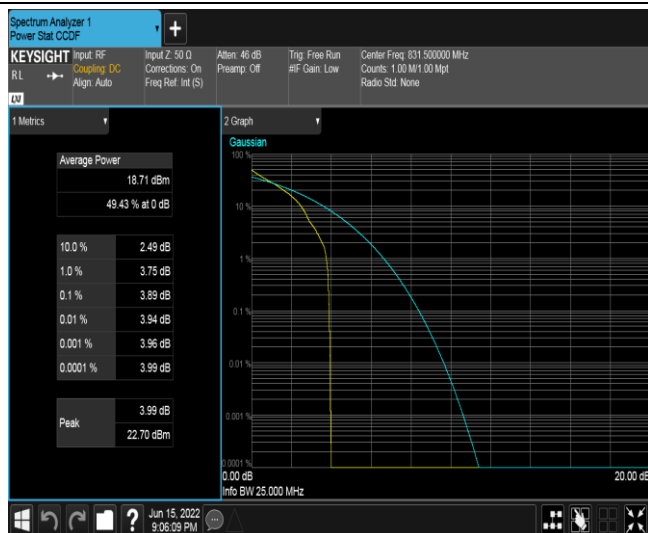 Spectrum Analyzer 1
Power Stat CCDF
+
KEYSIGHT
RL
LXI
Input: RF
Coupling: DC
Align: Auto
Input Z: 50 Ω
Corrections: On
Freq Ref: Int (S)
Atten: 46 dB
Preamp: Off
Trig: Free Run
#IF Gain: Low
Center Freq: 831.500000 MHz
Counts: 1.00 M/1.00 Mpt
Radio Std: None
1 Metrics
Average Power
18.71 dBm
49.43 % at 0 dB
10.0 % 2.49 dB
1.0 % 3.75 dB
0.1 % 3.89 dB
0.01 % 3.94 dB
0.001 % 3.96 dB
0.0001 % 3.99 dB
Peak
3.99 dB
22.70 dBm
2 Graph
Gaussian
100 %
10 %
1 %
0.1 %
0.01 %
0.001 %
0.0001 %
0.00 dB
20.00 dB
Info BW 25.000 MHz
?
Jun 15, 2022
9:06:09 PM